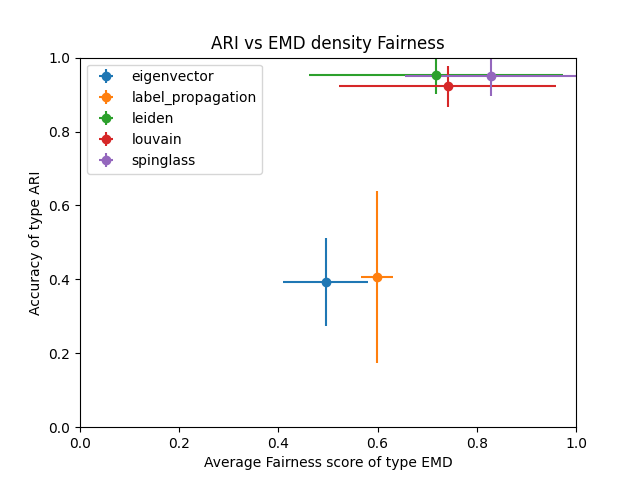 ARI vs EMD density Fairness
eigenvector
label_propagation
leiden
louvain
spinglass
Accuracy of type ARI
1.0
0.8
0.6
0.4
0.2
0.0
0.0 0.2 0.4 0.6 0.8 1.0
Average Fairness score of type EMD